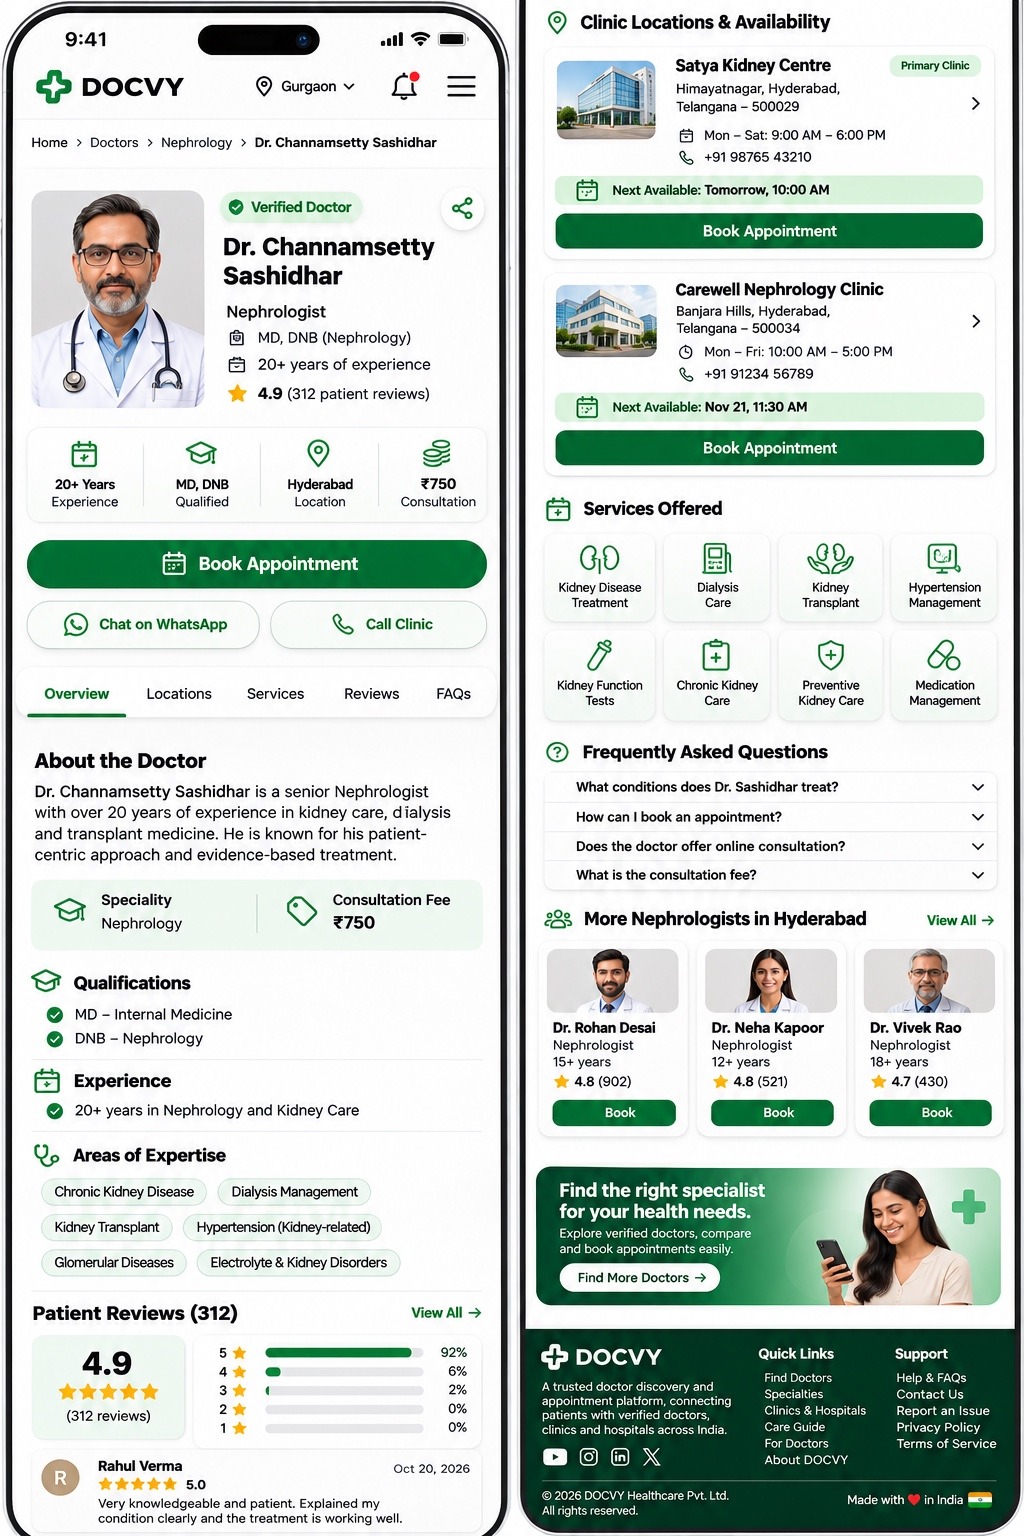 9:41
DOCVY
Gurgaon
Home > Doctors > Nephrology > Dr. Channamsetty Sashidhar
Verified Doctor
Dr. Channamsetty
Sashidhar
Nephrologist
MD, DNB (Nephrology)
20+ years of experience
4.9 (312 patient reviews)
20+ Years
Experience
MD, DNB
Qualified
Hyderabad
Location
₹750
Consultation
Book Appointment
Chat on WhatsApp
Call Clinic
Overview
Locations
Services
Reviews
FAQs
About the Doctor
Dr. Channamsetty Sashidhar is a senior Nephrologist
with over 20 years of experience in kidney care, dialysis
and transplant medicine. He is known for his patient-
centric approach and evidence-based treatment.
Speciality
Nephrology
Consultation Fee
₹750
Qualifications
MD – Internal Medicine
DNB – Nephrology
Experience
20+ years in Nephrology and Kidney Care
Areas of Expertise
Chronic Kidney Disease
Dialysis Management
Kidney Transplant
Hypertension (Kidney-related)
Glomerular Diseases
Electrolyte & Kidney Disorders
Patient Reviews (312)
View All →
4.9
(312 reviews)
5 92%
4 6%
3 2%
2 0%
1 0%
R
Rahul Verma
Oct 20, 2026
5.0
Very knowledgeable and patient. Explained my
condition clearly and the treatment is working well.
Clinic Locations & Availability
Satya Kidney Centre
Primary Clinic
Himayatnagar, Hyderabad,
Telangana – 500029
Mon – Sat: 9:00 AM – 6:00 PM
+91 98765 43210
Next Available: Tomorrow, 10:00 AM
Book Appointment
Carewell Nephrology Clinic
Banjara Hills, Hyderabad,
Telangana – 500034
Mon – Fri: 10:00 AM – 5:00 PM
+91 91234 56789
Next Available: Nov 21, 11:30 AM
Book Appointment
Services Offered
Kidney Disease
Treatment
Dialysis
Care
Kidney
Transplant
Hypertension
Management
Kidney Function
Tests
Chronic Kidney
Care
Preventive
Kidney Care
Medication
Management
Frequently Asked Questions
What conditions does Dr. Sashidhar treat?
How can I book an appointment?
Does the doctor offer online consultation?
What is the consultation fee?
More Nephrologists in Hyderabad
View All →
Dr. Rohan Desai
Nephrologist
15+ years
4.8 (902)
Book
Dr. Neha Kapoor
Nephrologist
12+ years
4.8 (521)
Book
Dr. Vivek Rao
Nephrologist
18+ years
4.7 (430)
Book
Find the right specialist
for your health needs.
Explore verified doctors, compare
and book appointments easily.
Find More Doctors →
DOCVY
A trusted doctor discovery and
appointment platform, connecting
patients with verified doctors,
clinics and hospitals across India.
Quick Links
Find Doctors
Specialties
Clinics & Hospitals
Care Guide
For Doctors
About DOCVY
Support
Help & FAQs
Contact Us
Report an Issue
Privacy Policy
Terms of Service
© 2026 DOCVY Healthcare Pvt. Ltd.
All rights reserved.
Made with ❤️ in India 🇮🇳